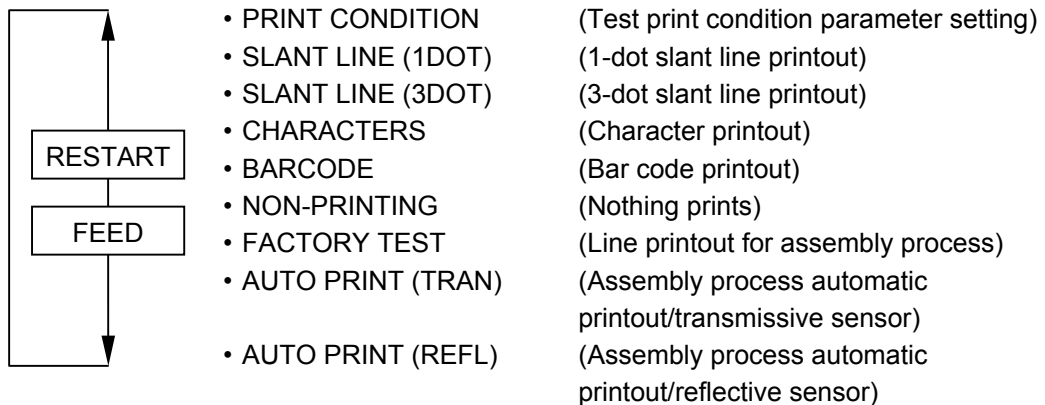 • PRINT CONDITION (Test print condition parameter setting)
• SLANT LINE (1DOT) (1-dot slant line printout)
• SLANT LINE (3DOT) (3-dot slant line printout)
• CHARACTERS (Character printout)
RESTART
• BARCODE (Bar code printout)
• NON-PRINTING (Nothing prints)
FEED
• FACTORY TEST (Line printout for assembly process)
• AUTO PRINT (TRAN) (Assembly process automatic
printout/transmissive sensor)
• AUTO PRINT (REFL) (Assembly process automatic
printout/reflective sensor)